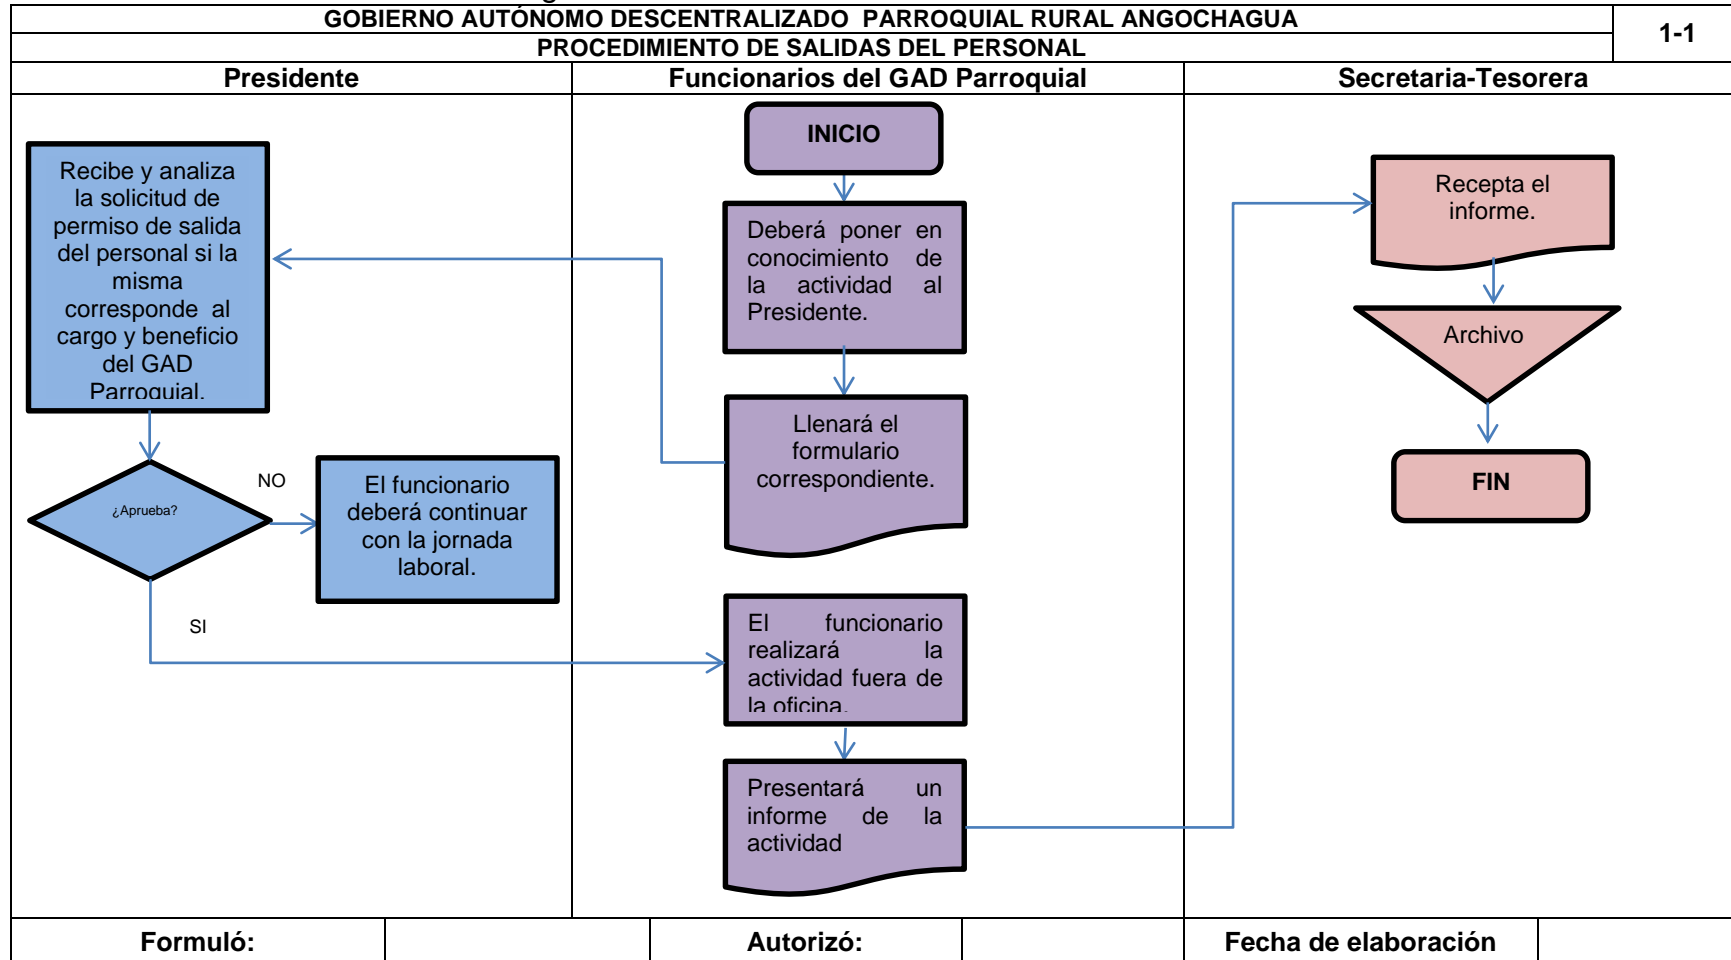 GOBIERNO AUTÓNOMO DESCENTRALIZADO PARROQUIAL RURAL ANGOCHAGUA
1-1
PROCEDIMIENTO DE SALIDAS DEL PERSONAL
Presidente
Funcionarios del GAD Parroquial
Secretaria-Tesorera
Recibe y analiza
la solicitud de
permiso de salida
del personal si la
misma
corresponde al
cargo y beneficio
del GAD
Parroquial.
¿Aprueba?
NO
El funcionario
deberá continuar
con la jornada
laboral.
SI
INICIO
Deberá poner en
conocimiento de
la actividad al
Presidente.
Llenará el
formulario
correspondiente.
El funcionario
realizará la
actividad fuera de
la oficina.
Presentará un
informe de la
actividad
Recepta el
informe.
Archivo
FIN
Formuló:
Autorizó:
Fecha de elaboración